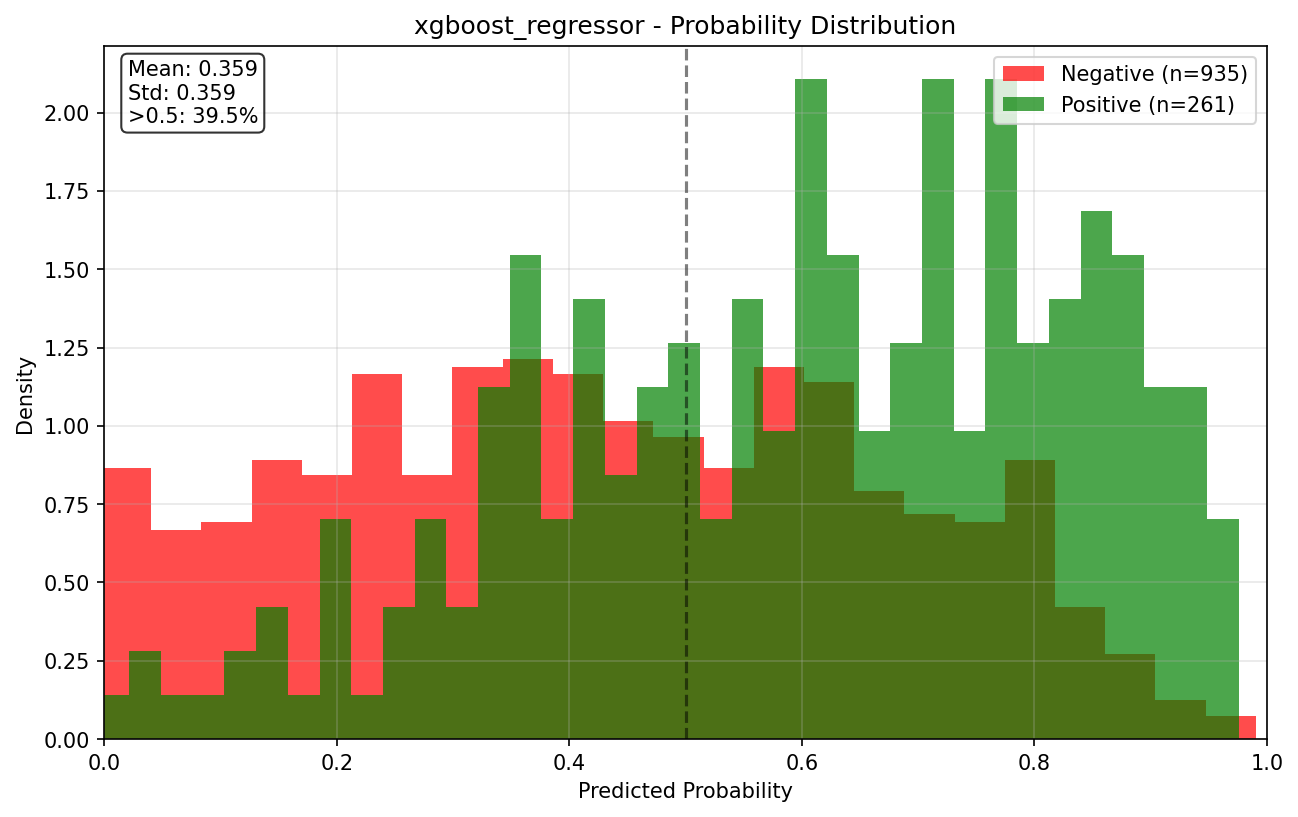 xgboost_regressor - Probability Distribution
Mean: 0.359
Std: 0.359
>0.5: 39.5%
Negative (n=935)
Positive (n=261)
Density
2.00
1.75
1.50
1.25
1.00
0.75
0.50
0.25
0.00
0.0 0.2 0.4 0.6 0.8 1.0
Predicted Probability